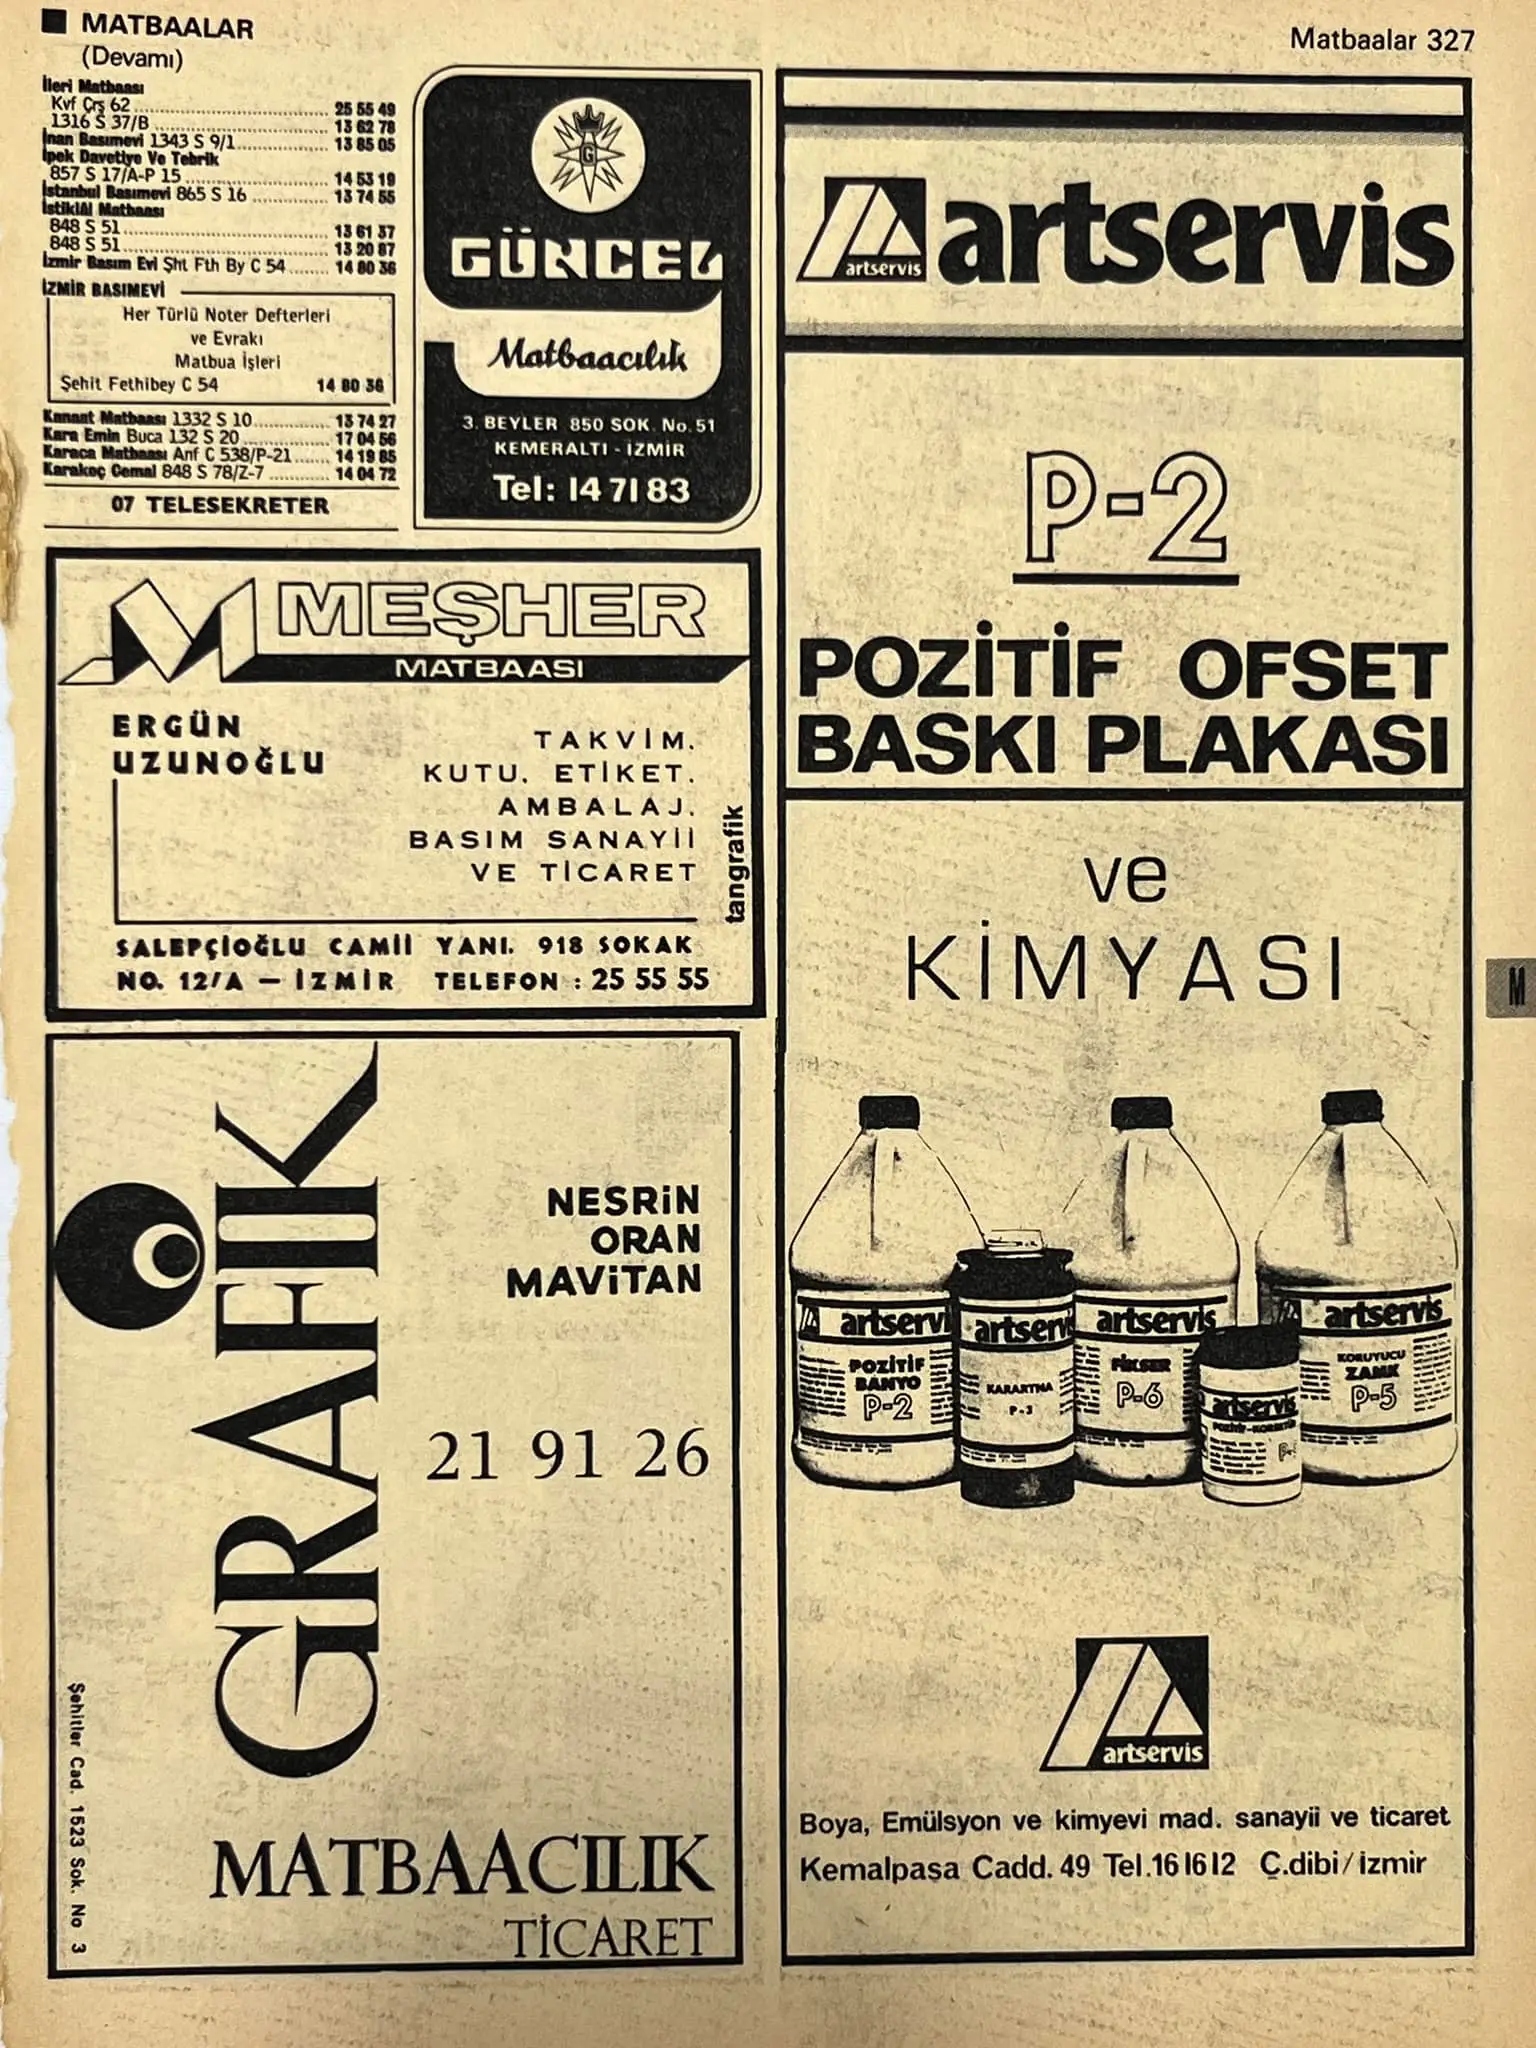 MATBAALAR
(Devamı)
Matbaalar 327
İleri Matbaası
Kvf Çrş 62 ........ 25 55 49
1316 S 37/B ........ 13 62 78
İnan Basımevi 1343 S 9/1 ........ 13 85 05
İpek Davetiye Ve Tebrik
857 S 17/A-P 15 ........ 14 53 19
İstanbul Basımevi 865 S 16 ........ 13 74 55
İstiklâl Matbaası
848 S 51 ........ 13 61 37
848 S 51 ........ 13 20 87
İzmir Basım Evi Şht Fth By C 54 ........ 14 80 36
İZMİR BASIMEVİ
Her Türlü Noter Defterleri
ve Evrakı
Matbua İşleri
Şehit Fethibey C 54 14 80 36
Kanaat Matbaası 1332 S 10 ........ 13 74 27
Kara Emin Buca 132 S 20 ........ 17 04 56
Karaca Matbaası Anf C 538/P-21 ........ 14 19 85
Karakoç Cemal 848 S 78/Z-7 ........ 14 04 72
07 TELESEKRETER
G
GÜNCEL
Matbaacılık
3. BEYLER 850 SOK. No. 51
KEMERALTI - İZMİR
Tel: 14 71 83
MEŞHER
MATBAASI
ERGÜN
UZUNOĞLU
TAKVİM.
KUTU. ETİKET.
AMBALAJ.
BASIM SANAYİİ
VE TİCARET
tangrafik
SALEPÇİOĞLU CAMİİ YANI. 918 SOKAK
NO. 12/A — İZMİR TELEFON : 25 55 55
GRAFIK
NESRİN
ORAN
MAVİTAN
21 91 26
MATBAACILIK
TİCARET
Şehitler Cad. 1523 Sok. No 3
artservis
artservis
P-2
POZİTİF OFSET
BASKI PLAKASI
ve
KİMYASI
M
artservi
POZİTİF
BANYO
P-2
artserv
KARARTMA
P-3
artservis
FİKSER
P-6
artservis
POZİTİF-KOREKTÖR
artservis
KORUYUCU
ZAMK
P-5
artservis
Boya, Emülsyon ve kimyevi mad. sanayii ve ticaret
Kemalpaşa Cadd. 49 Tel.16 16 12 Ç.dibi/İzmir